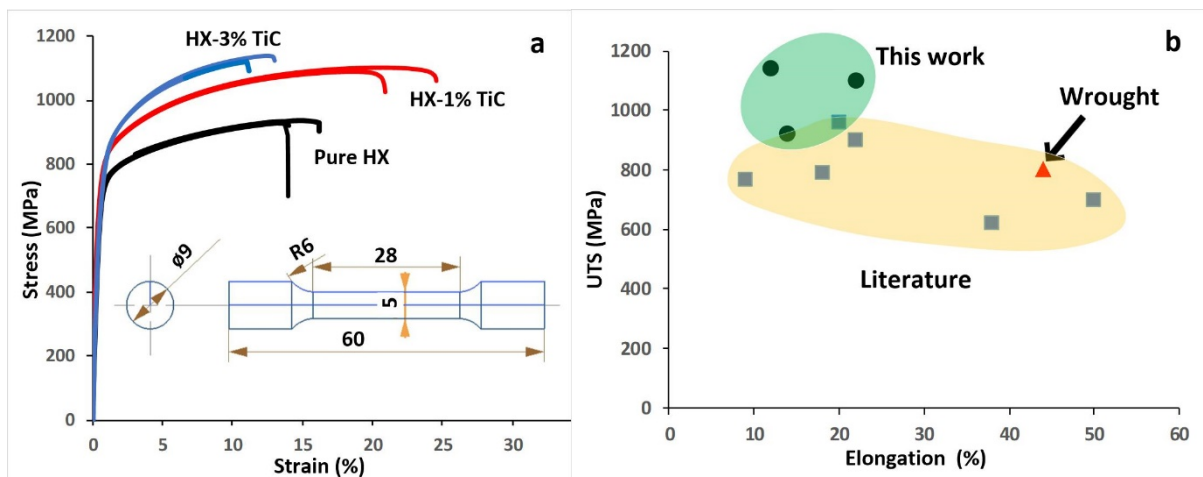 a
HX-3% TiC
HX-1% TiC
Pure HX
1200
1000
800
600
400
200
0
Stress (MPa)
0 5 10 15 20 25 30
Strain (%)
ø9
R6
28
5
60
b
This work
Wrought
Literature
1200
1000
800
600
400
200
0
UTS (MPa)
0 10 20 30 40 50 60
Elongation (%)